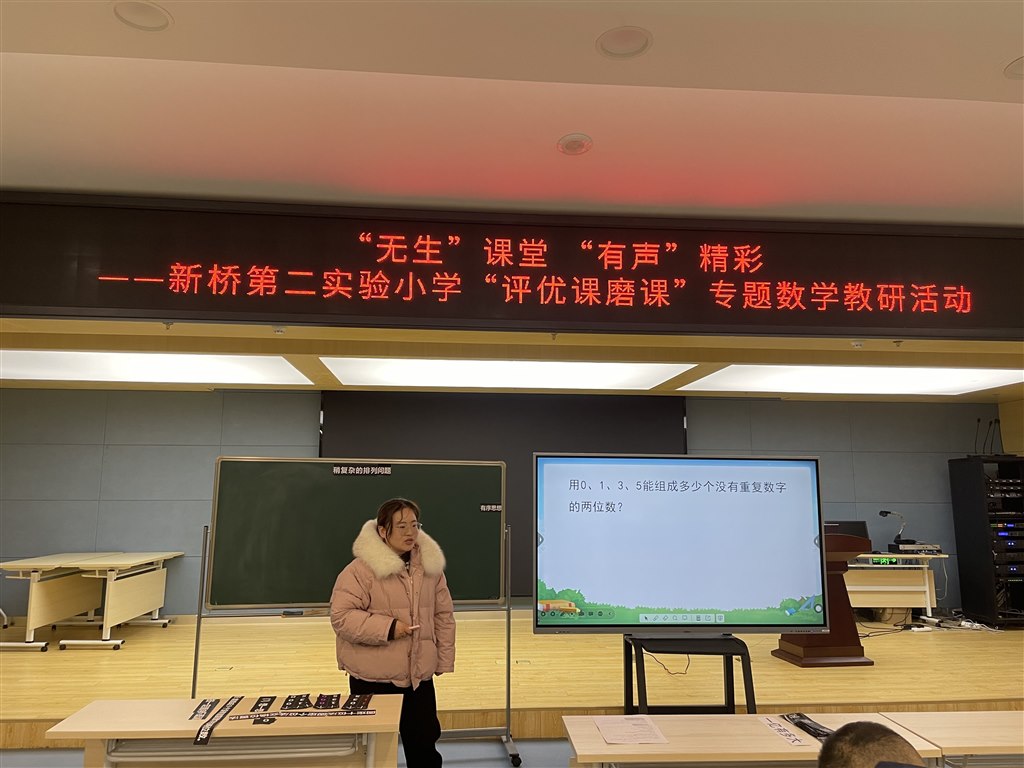 “无生”课堂 “有声”精彩
——新桥第二实验小学“评优课磨课”专题数学教研活动
稍复杂的排列问题
有序思想
用0、1、3、5能组成多少个没有重复数字
的两位数？